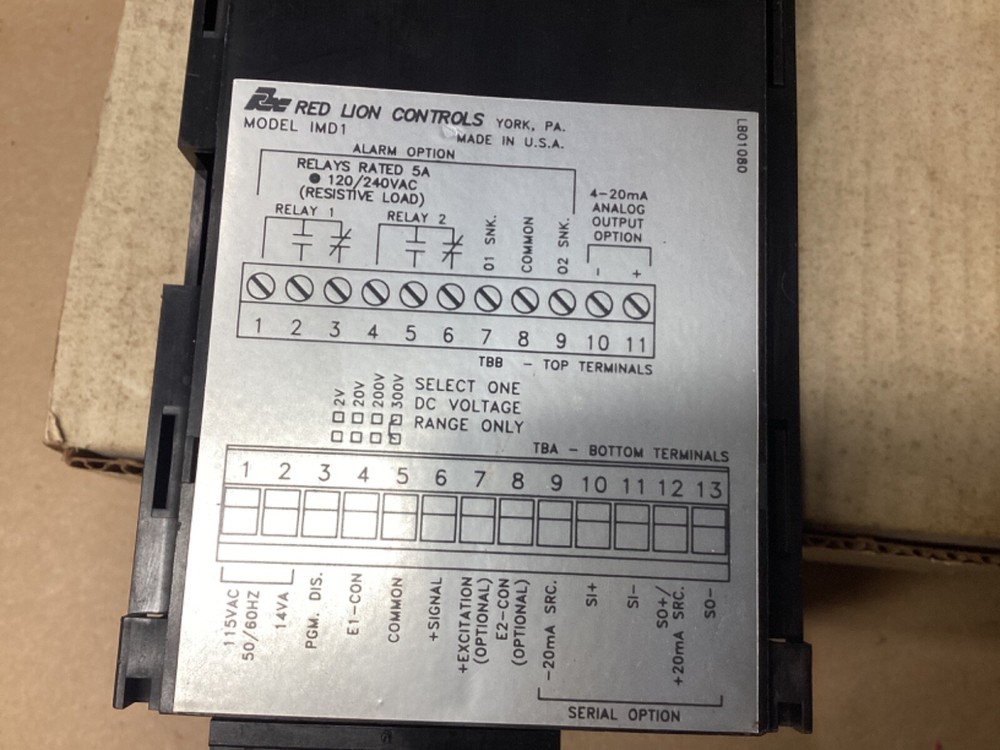 RED LION CONTROLS YORK, PA.
MODEL IMD1
MADE IN U.S.A.
LB01080
ALARM OPTION
RELAYS RATED 5A
● 120/240VAC
(RESISTIVE LOAD)
RELAY 1
RELAY 2
01 SNK.
COMMON
02 SNK.
4-20mA
ANALOG
OUTPUT
OPTION
- +
1 2 3 4 5 6 7 8 9 10 11
TBB - TOP TERMINALS
2V
20V
200V
300V
SELECT ONE
DC VOLTAGE
RANGE ONLY
TBA - BOTTOM TERMINALS
1 2 3 4 5 6 7 8 9 10 11 12 13
115VAC
50/60HZ
14VA
PGM. DIS.
E1-CON
COMMON
+SIGNAL
+EXCITATION
(OPTIONAL)
E2-CON
(OPTIONAL)
-20mA SRC.
SI+
SI-
SO+/
+20mA SRC.
SO-
SERIAL OPTION